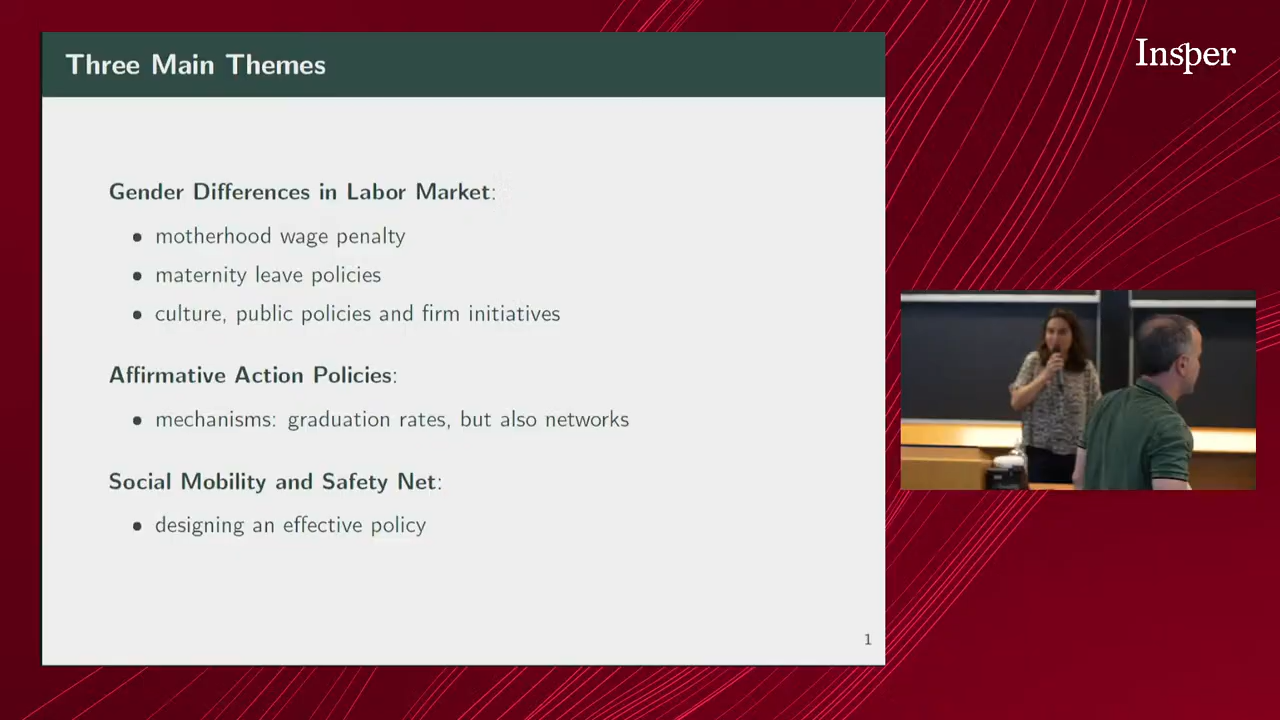 Three Main Themes
Insper
Gender Differences in Labor Market:
• motherhood wage penalty
• maternity leave policies
• culture, public policies and firm initiatives
Affirmative Action Policies:
• mechanisms: graduation rates, but also networks
Social Mobility and Safety Net:
• designing an effective policy
1